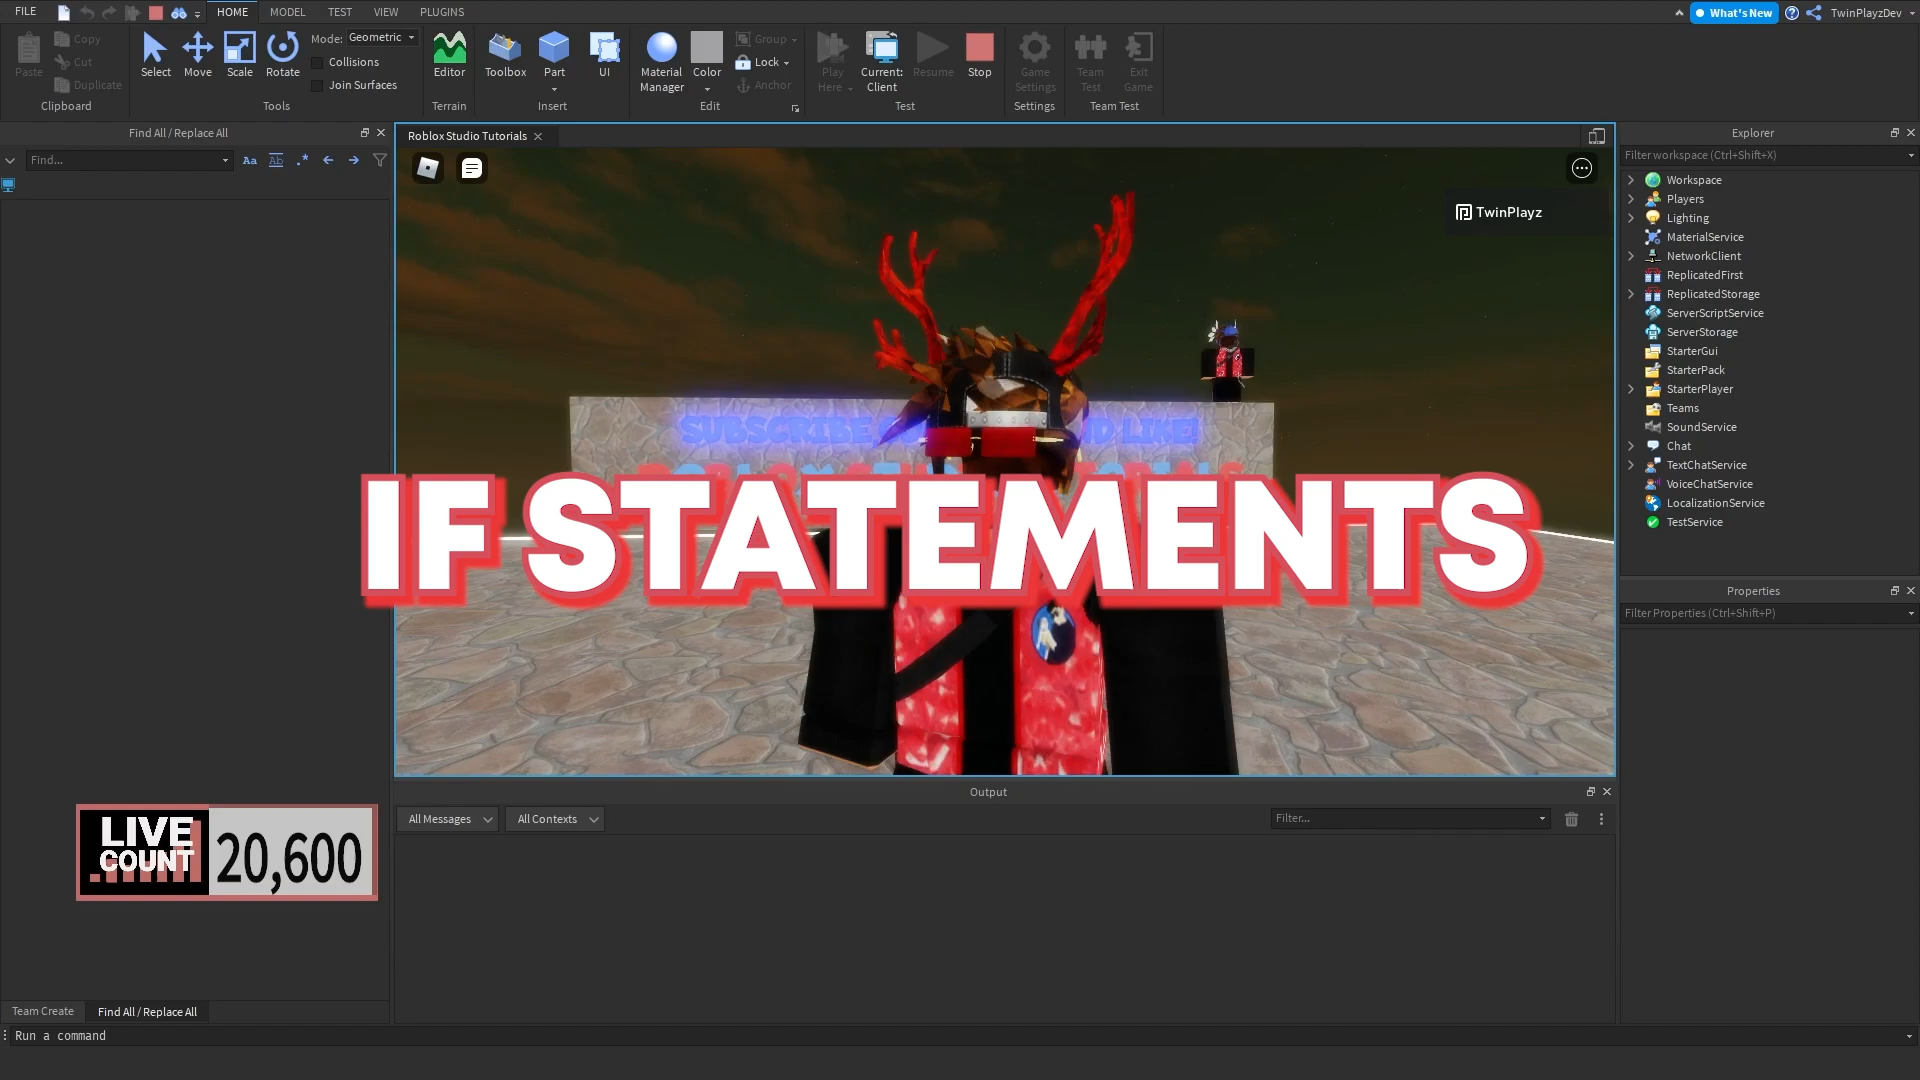 FILE HOME MODEL TEST VIEW PLUGINS What's New TwinPlayzDev
Paste Copy Cut Duplicate Clipboard
Select Move Scale Rotate Mode: Geometric Collisions Join Surfaces Tools
Editor Terrain
Toolbox Part UI Insert
Material Manager Color Group Lock Anchor Edit
Play Here Current: Client Resume Stop Test
Game Settings Settings
Team Test Exit Game Team Test
Find All / Replace All
Find... Aa Ab .*
Roblox Studio Tutorials
TwinPlayz
SUBSCRIBE LIKE!
IF STATEMENTS
LIVE COUNT 20,600
Output
All Messages All Contexts Filter...
Explorer
Filter workspace (Ctrl+Shift+X)
Workspace
Players
Lighting
MaterialService
NetworkClient
ReplicatedFirst
ReplicatedStorage
ServerScriptService
ServerStorage
StarterGui
StarterPack
StarterPlayer
Teams
SoundService
Chat
TextChatService
VoiceChatService
LocalizationService
TestService
Properties
Filter Properties (Ctrl+Shift+P)
Team Create Find All / Replace All
Run a command